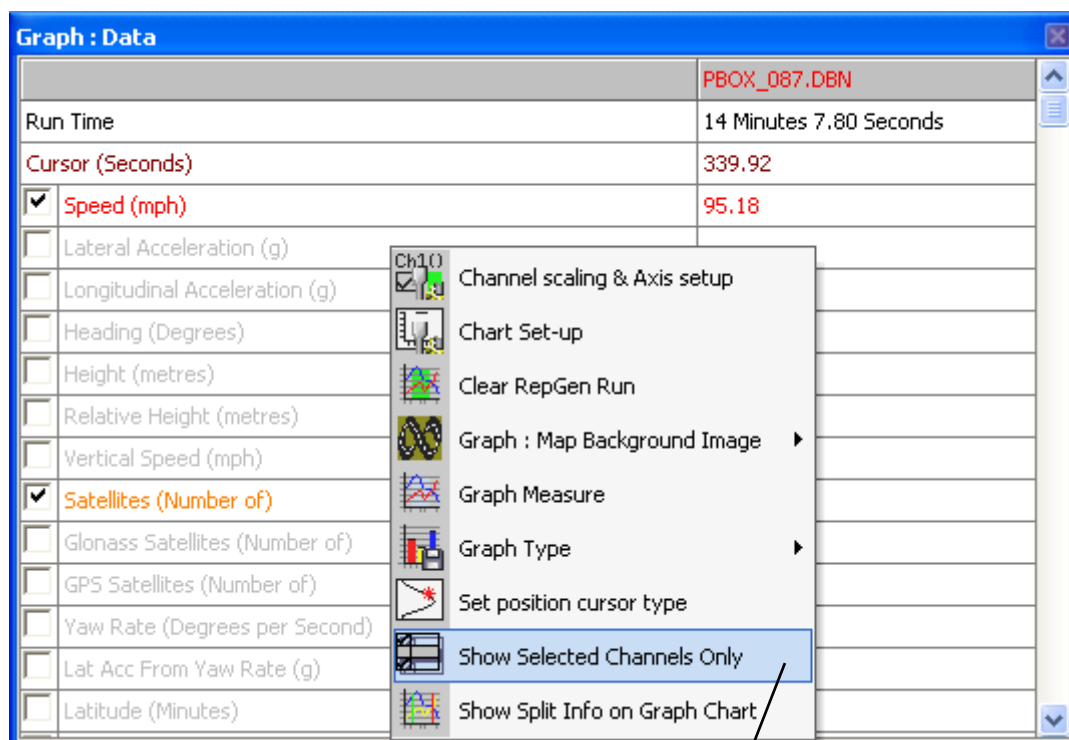 Graph : Data
PBOX_087.DBN
Run Time 14 Minutes 7.80 Seconds
Cursor (Seconds) 339.92
Speed (mph) 95.18
Lateral Acceleration (g)
Longitudinal Acceleration (g)
Heading (Degrees)
Height (metres)
Relative Height (metres)
Vertical Speed (mph)
Satellites (Number of)
Glonass Satellites (Number of)
GPS Satellites (Number of)
Yaw Rate (Degrees per Second)
Lat Acc From Yaw Rate (g)
Latitude (Minutes)
Ch1()
Channel scaling & Axis setup
Chart Set-up
Clear RepGen Run
Graph : Map Background Image
Graph Measure
Graph Type
Set position cursor type
Show Selected Channels Only
Show Split Info on Graph Chart